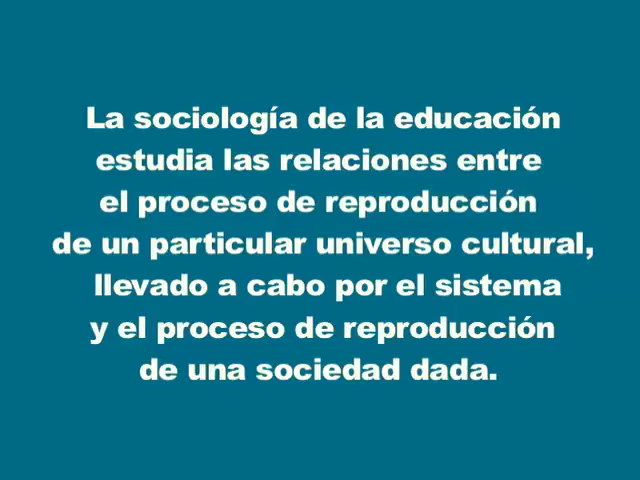 La sociología de la educación
estudia las relaciones entre
el proceso de reproducción
de un particular universo cultural,
llevado a cabo por el sistema
y el proceso de reproducción
de una sociedad dada.